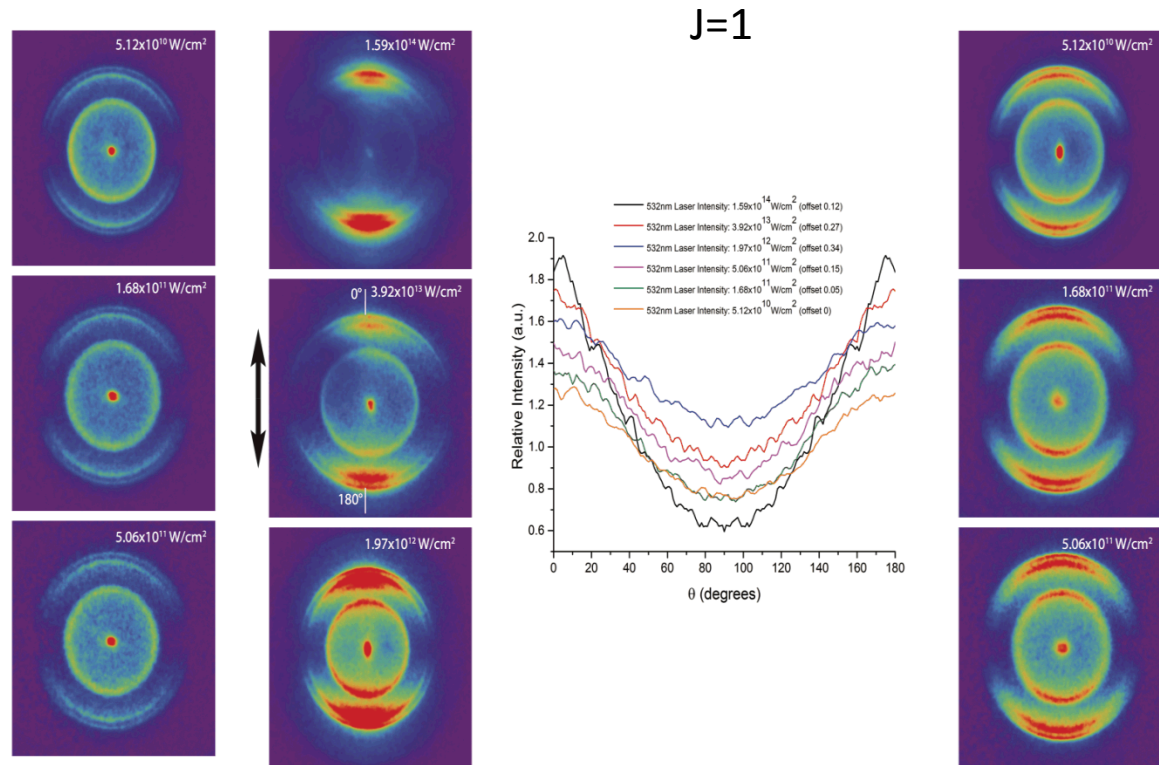 J=1
5.12x10¹⁰ W/cm²
1.59x10¹⁴ W/cm²
5.12x10¹⁰ W/cm²
1.68x10¹¹ W/cm²
0°
3.92x10¹³ W/cm²
180°
1.68x10¹¹ W/cm²
5.06x10¹¹ W/cm²
1.97x10¹² W/cm²
5.06x10¹¹ W/cm²
532nm Laser Intensity: 1.59x10¹⁴ W/cm² (offset 0.12)
532nm Laser Intensity: 3.92x10¹³ W/cm² (offset 0.27)
532nm Laser Intensity: 1.97x10¹² W/cm² (offset 0.34)
532nm Laser Intensity: 5.06x10¹¹ W/cm² (offset 0.15)
532nm Laser Intensity: 1.68x10¹¹ W/cm² (offset 0.05)
532nm Laser Intensity: 5.12x10¹⁰ W/cm² (offset 0)
Relative Intensity (a.u.)
2.0
1.8
1.6
1.4
1.2
1.0
0.8
0.6
0 20 40 60 80 100 120 140 160 180
θ (degrees)